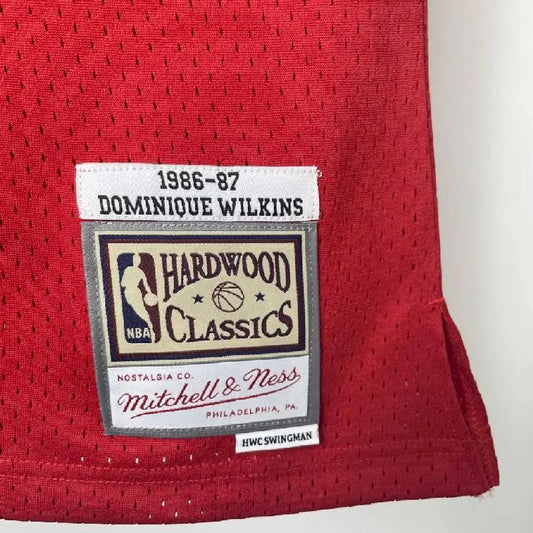 1986-87
DOMINIQUE WILKINS
HARDWOOD
NBA
CLASSICS
NOSTALGIA CO.
Mitchell & Ness
PHILADELPHIA, PA.
HWC SWINGMAN